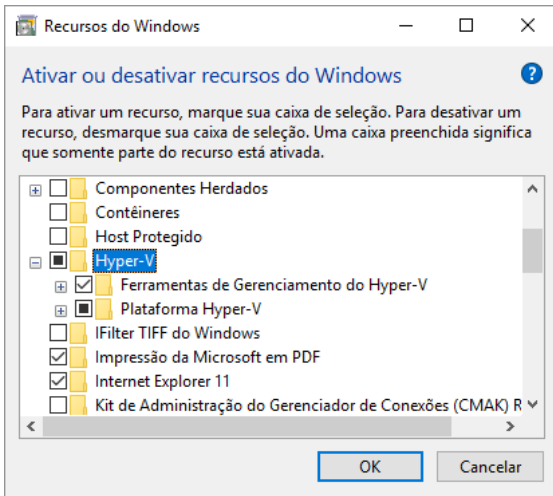 Recursos do Windows
Ativar ou desativar recursos do Windows
?
Para ativar um recurso, marque sua caixa de seleção. Para desativar um
recurso, desmarque sua caixa de seleção. Uma caixa preenchida significa
que somente parte do recurso está ativada.
Componentes Herdados
Contêineres
Host Protegido
Hyper-V
Ferramentas de Gerenciamento do Hyper-V
Plataforma Hyper-V
IFilter TIFF do Windows
Impressão da Microsoft em PDF
Internet Explorer 11
Kit de Administração do Gerenciador de Conexões (CMAK) R
OK
Cancelar